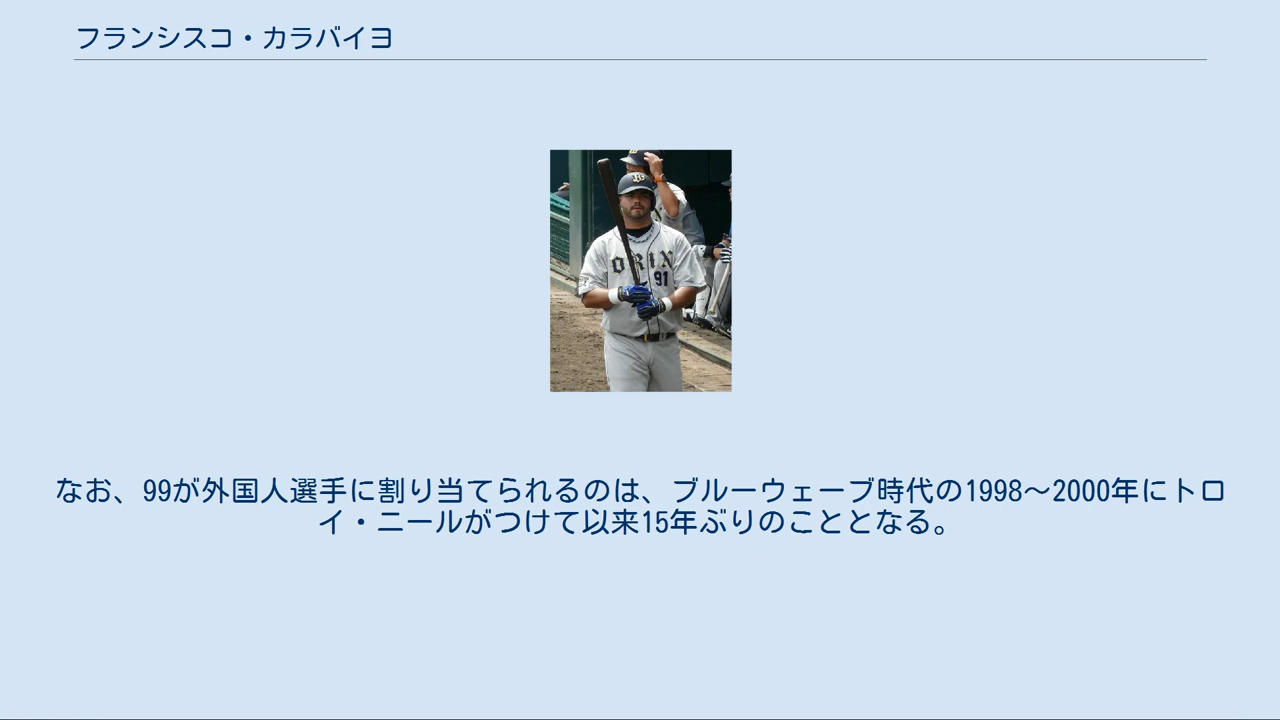 フランシスコ・カラバイヨ
ORIX
91
なお、99が外国人選手に割り当てられるのは、ブルーウェーブ時代の1998～2000年にトロ
イ・ニールがつけて以来15年ぶりのこととなる。